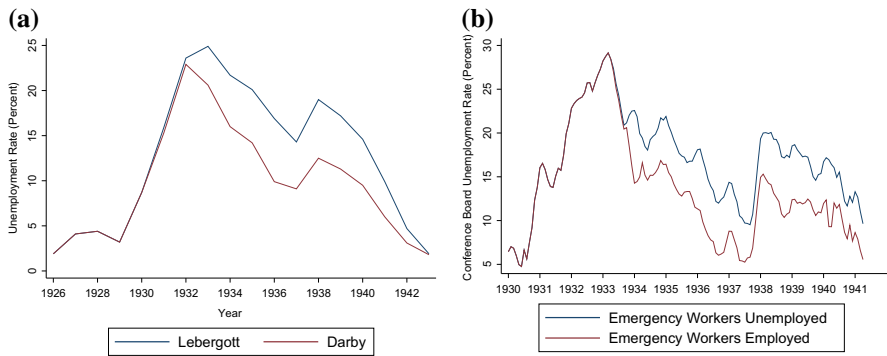 (a)
Unemployment Rate (Percent)
25
20
15
10
5
0
1926 1928 1930 1932 1934 1936 1938 1940 1942
Year
Lebergott Darby
(b)
Conference Board Unemployment Rate (Percent)
30
25
20
15
10
5
1930 1931 1932 1933 1934 1935 1936 1937 1938 1939 1940 1941
Emergency Workers Unemployed
Emergency Workers Employed